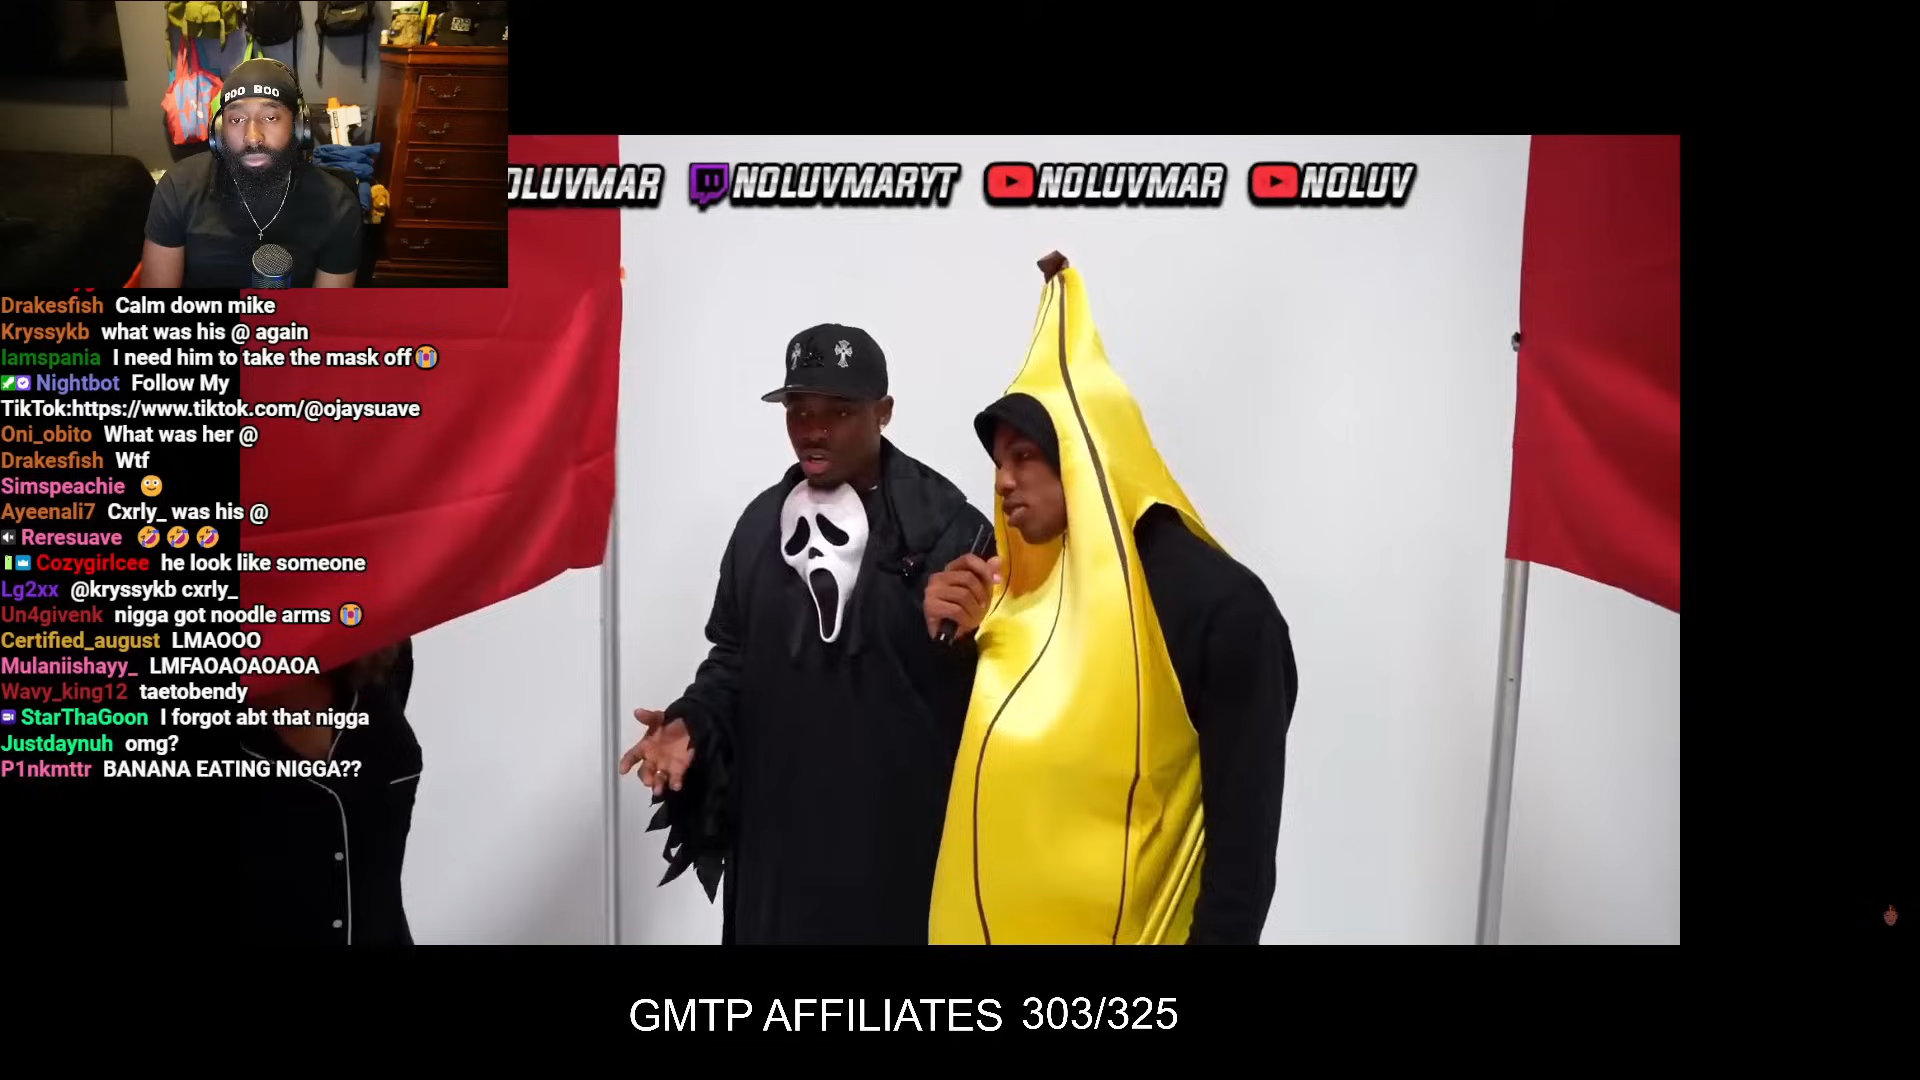 BOO BOO
OLUVMAR NOLUVMARYT NOLUVMAR NOLUV
Drakesfish Calm down mike
Kryssykb what was his @ again
Iamspania I need him to take the mask off😭
Nightbot Follow My
TikTok:https://www.tiktok.com/@ojaysuave
Oni_obito What was her @
Drakesfish Wtf
Simspeachie
Ayeenali7 Cxrly_ was his @
Reresuave 🤣 🤣 🤣
Cozygirlcee he look like someone
Lg2xx @kryssykb cxrly_
Un4givenk nigga got noodle arms 😭
Certified_august LMAOOO
Mulaniishayy_ LMFAOAOAOAOA
Wavy_king12 taetobendy
StarThaGoon I forgot abt that nigga
Justdaynuh omg?
P1nkmttr BANANA EATING NIGGA??
GMTP AFFILIATES 303/325